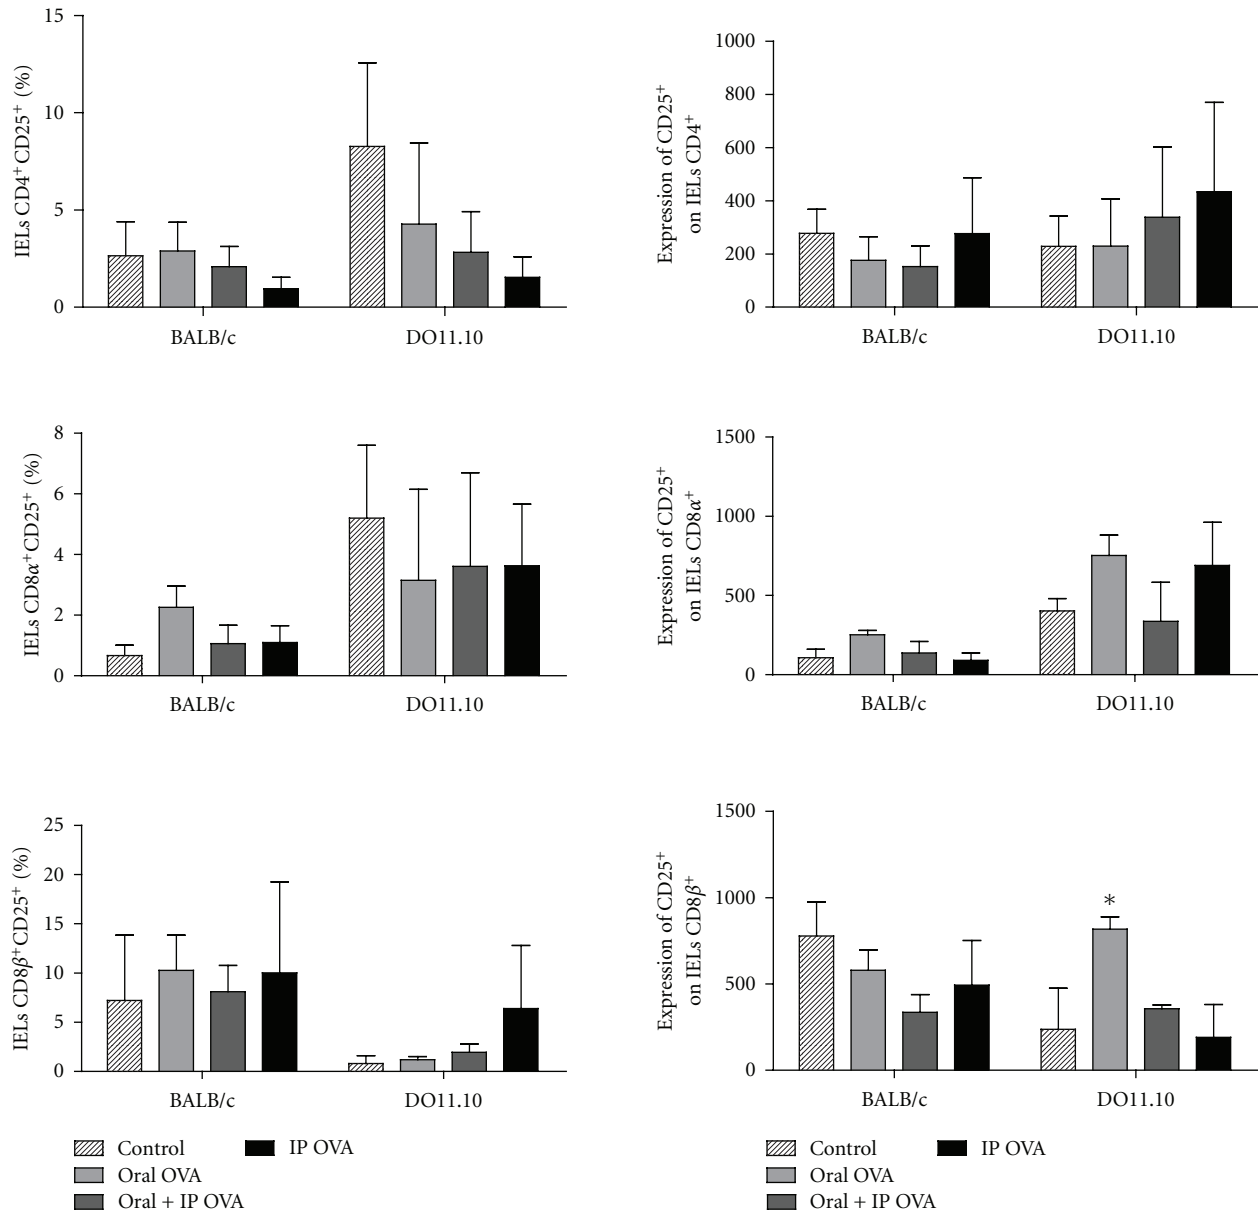 IELs CD4⁺ CD25⁺ (%)
15
10
5
0
BALB/c
DO11.10
Expression of CD25⁺
on IELs CD4⁺
1000
800
600
400
200
0
BALB/c
DO11.10
IELs CD8α⁺CD25⁺ (%)
8
6
4
2
0
BALB/c
DO11.10
Expression of CD25⁺
on IELs CD8α⁺
1500
1000
500
0
BALB/c
DO11.10
IELs CD8β⁺CD25⁺ (%)
25
20
15
10
5
0
BALB/c
DO11.10
Expression of CD25⁺
on IELs CD8β⁺
1500
1000
500
0
*
BALB/c
DO11.10
Control
IP OVA
Oral OVA
Oral + IP OVA
Control
IP OVA
Oral OVA
Oral + IP OVA